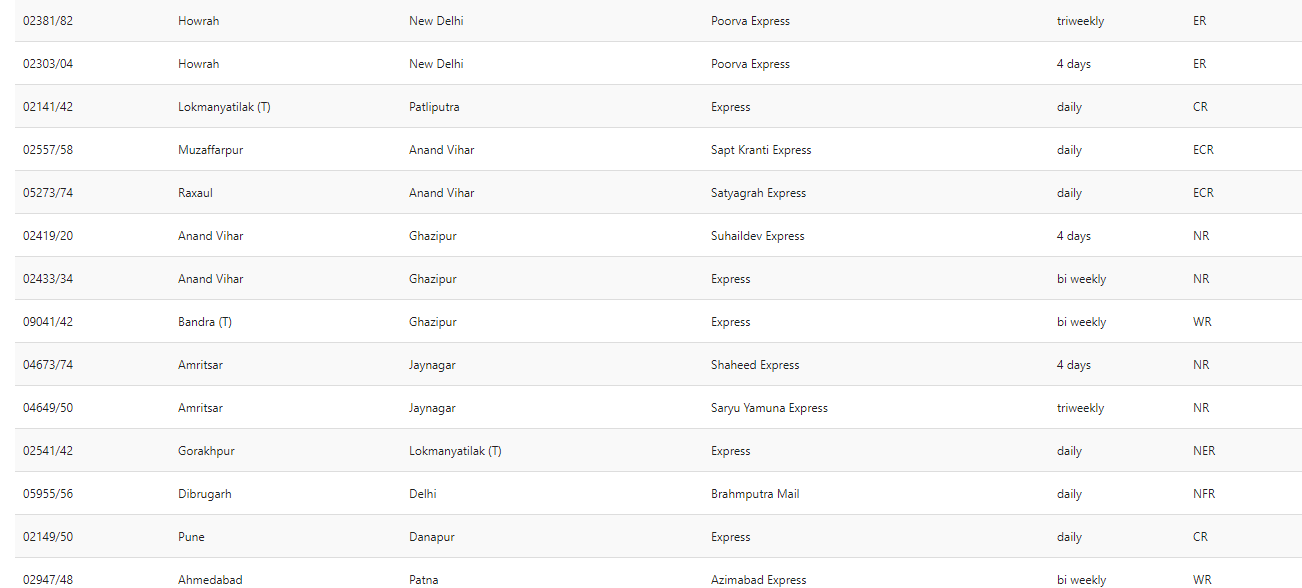 02381/82 Howrah New Delhi Poorva Express triweekly ER
02303/04 Howrah New Delhi Poorva Express 4 days ER
02141/42 Lokmanyatilak (T) Patliputra Express daily CR
02557/58 Muzaffarpur Anand Vihar Sapt Kranti Express daily ECR
05273/74 Raxaul Anand Vihar Satyagrah Express daily ECR
02419/20 Anand Vihar Ghazipur Suhaildev Express 4 days NR
02433/34 Anand Vihar Ghazipur Express bi weekly NR
09041/42 Bandra (T) Ghazipur Express bi weekly WR
04673/74 Amritsar Jaynagar Shaheed Express 4 days NR
04649/50 Amritsar Jaynagar Saryu Yamuna Express triweekly NR
02541/42 Gorakhpur Lokmanyatilak (T) Express daily NER
05955/56 Dibrugarh Delhi Brahmputra Mail daily NFR
02149/50 Pune Danapur Express daily CR
02947/48 Ahmedabad Patna Azimabad Express bi weekly WR